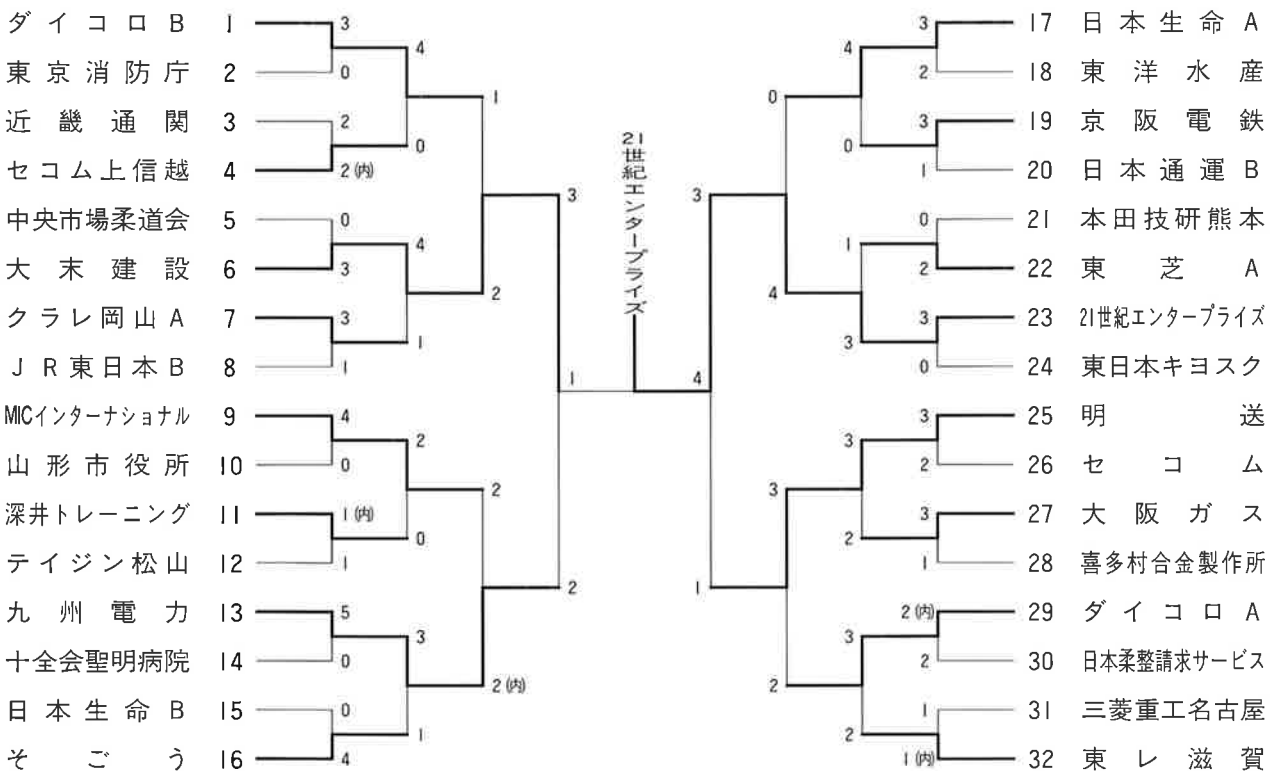 ダイコロB 1 3
4
東京消防庁 2 0
1
近畿通関 3 2
0
セコム上信越 4 2(内)
3
中央市場柔道会 5 0
4
大末建設 6 3
2
クラレ岡山A 7 3
1
JR東日本B 8 1
1
MICインターナショナル 9 4
2
山形市役所 10 0
2
深井トレーニング 11 1(内)
0
テイジン松山 12 1
2
九州電力 13 5
3
十全会聖明病院 14 0
2(内)
日本生命B 15 0
1
そごう 16 4
21世紀エンタープライズ
4
3 17 日本生命A
4
2 18 東洋水産
0
3 19 京阪電鉄
0
1 20 日本通運B
3
0 21 本田技研熊本
1
2 22 東芝A
4
3 23 21世紀エンタープライズ
3
0 24 東日本キヨスク
3 25 明送
3
2 26 セコム
3
3 27 大阪ガス
2
1 28 喜多村合金製作所
1
2(内) 29 ダイコロA
3
2 30 日本柔整請求サービス
2
1 31 三菱重工名古屋
2
1(内) 32 東レ滋賀